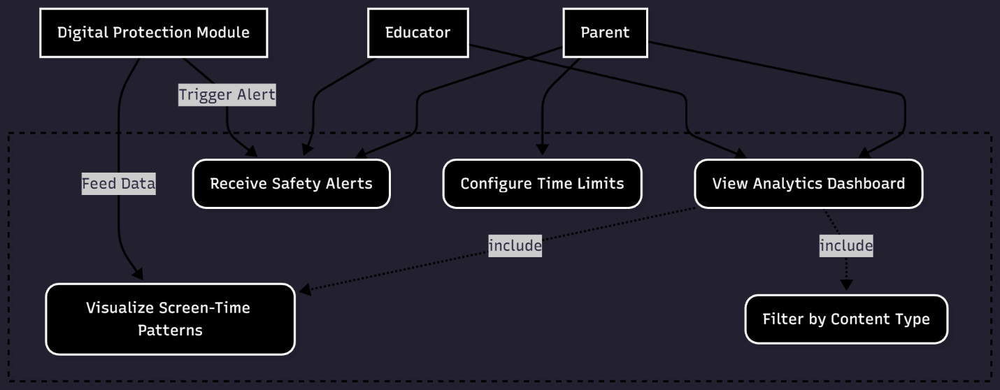 Digital Protection Module
Educator
Parent
Trigger Alert
Feed Data
Receive Safety Alerts
Configure Time Limits
View Analytics Dashboard
include
include
Visualize Screen-Time
Patterns
Filter by Content Type